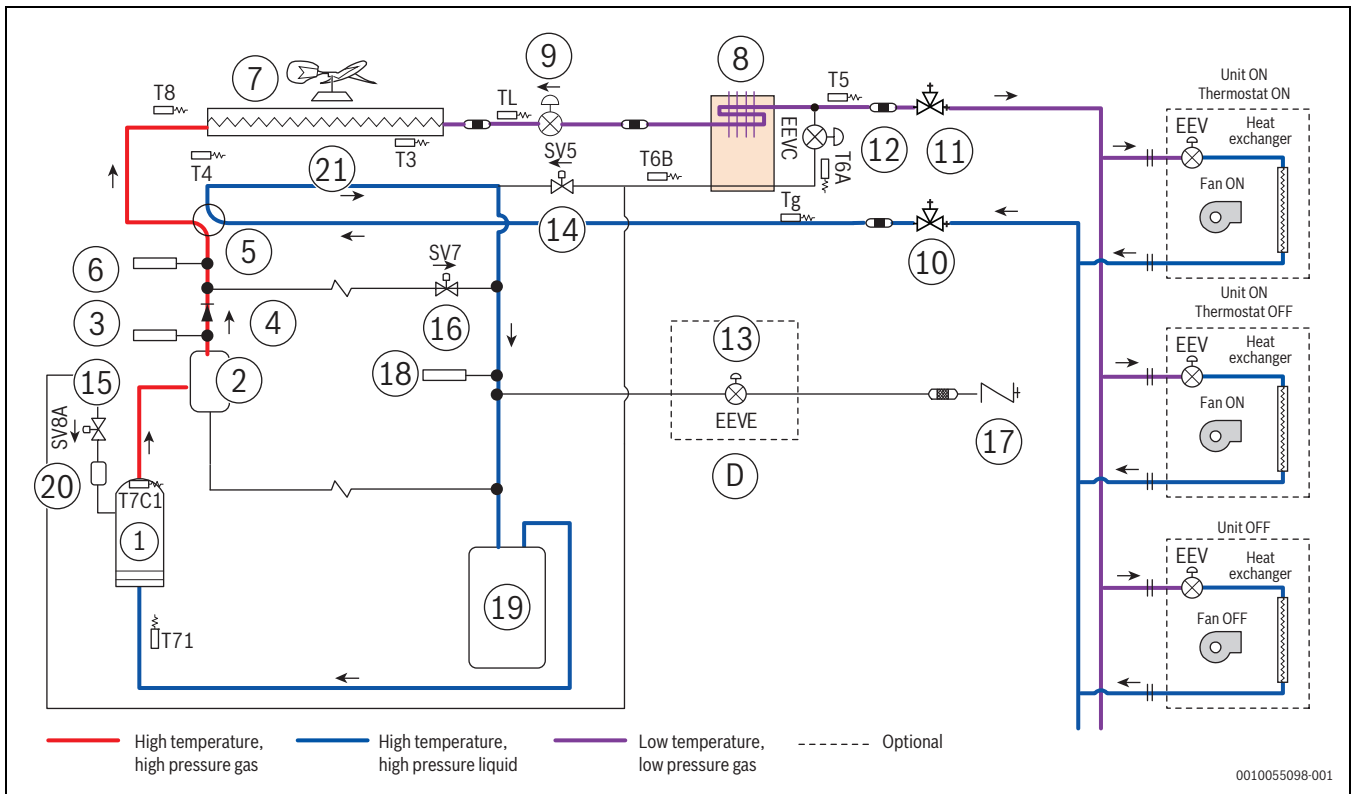 9
8
7
T8
TL
T5
Unit ON
Thermostat ON
EEV
Heat
exchanger
Fan ON
EEVC
12
11
T6A
T3
T4
21
SV5
T6B
Tg
5
14
10
6
SV7
4
16
3
Unit ON
Thermostat OFF
EEV
Heat
exchanger
Fan ON
13
15
2
18
EEVE
17
SV8A
D
20
T7C1
1
Unit OFF
EEV
Heat
exchanger
Fan OFF
19
T71
High temperature,
high pressure gas
High temperature,
high pressure liquid
Low temperature,
low pressure gas
Optional
0010055098-001